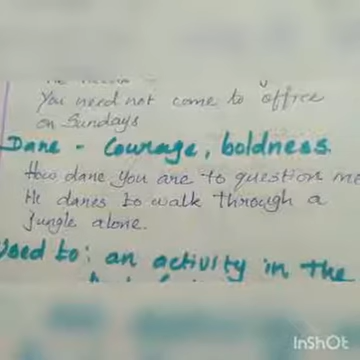 You need not come to office
on Sundays
Dare - Courage, boldness.
How dare you are to question me
He dares to walk through a
jungle alone.
Used to: an activity in the
InShot